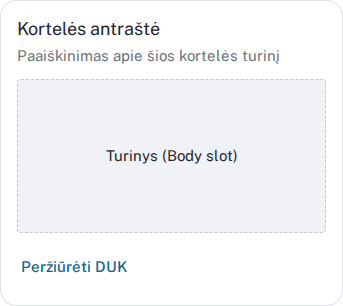 Kortelės antraštė
Paaiškinimas apie šios kortelės turinį
Turinys (Body slot)
Peržiūrėti DUK